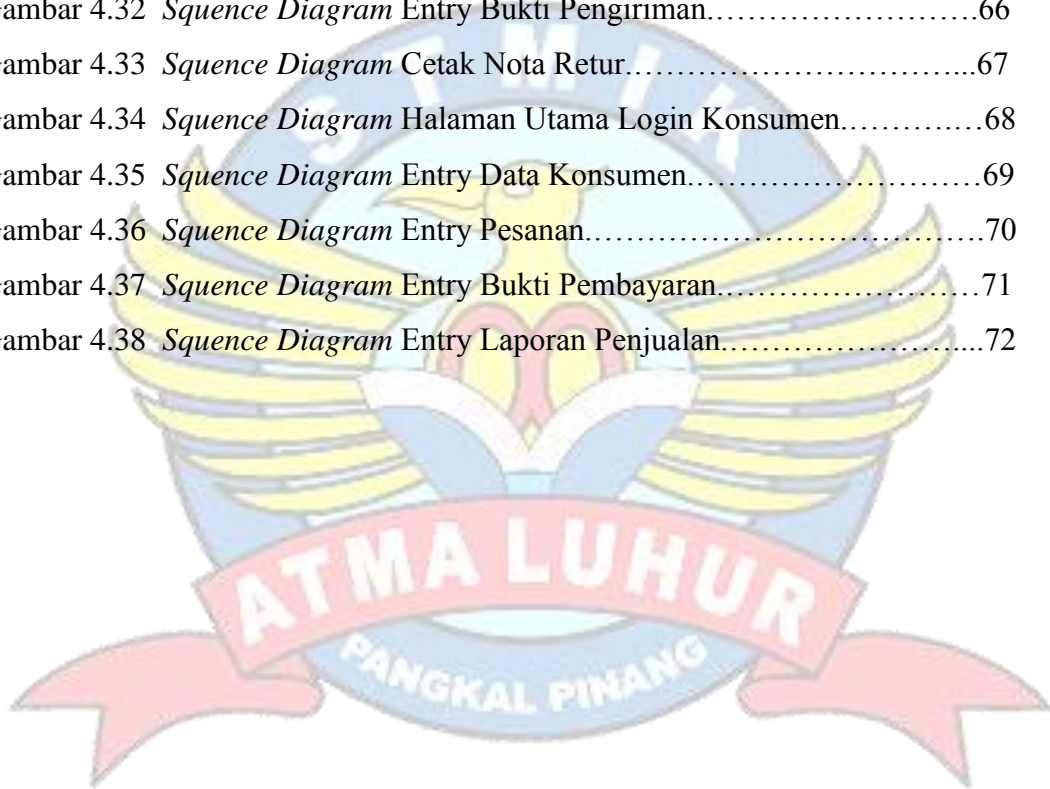 ambar 4.32 Squence Diagram Entry Bukti Pengiriman…………………….66
ambar 4.33 Squence Diagram Cetak Nota Retur…………………………...67
ambar 4.34 Squence Diagram Halaman Utama Login Konsumen.……….…68
ambar 4.35 Squence Diagram Entry Data Konsumen………………………69
ambar 4.36 Squence Diagram Entry Pesanan……………………………….70
ambar 4.37 Squence Diagram Entry Bukti Pembayaran.……………………71
ambar 4.38 Squence Diagram Entry Laporan Penjualan.…………………....72
STMIK
ATMA LUHUR
PANGKAL PINANG